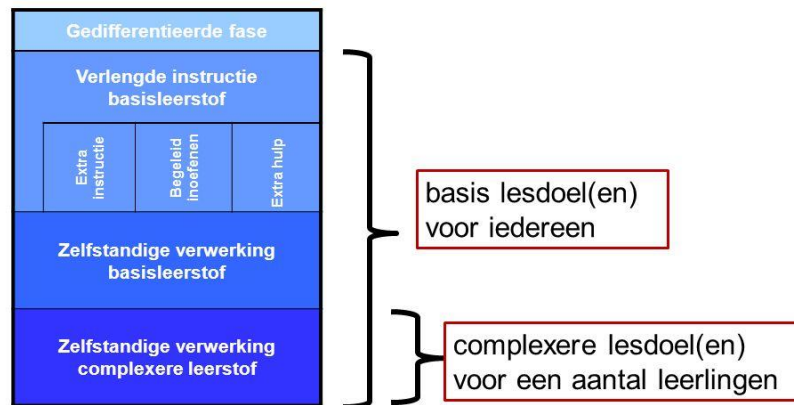 Gedifferentieerde fase
Verlengde instructie
basisleerstof
Extra
instructie
Begeleid
inoefenen
Extra hulp
Zelfstandige verwerking
basisleerstof
Zelfstandige verwerking
complexere leerstof
basis lesdoel(en)
voor iedereen
complexere lesdoel(en)
voor een aantal leerlingen